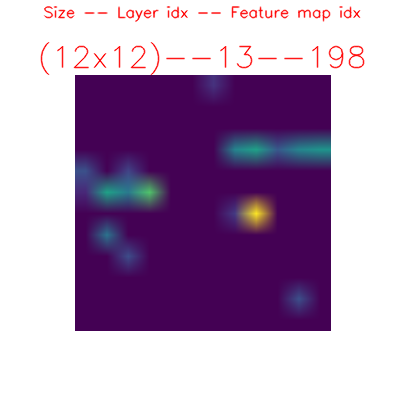 Size -- Layer idx -- Feature map idx
(12x12)--13--198